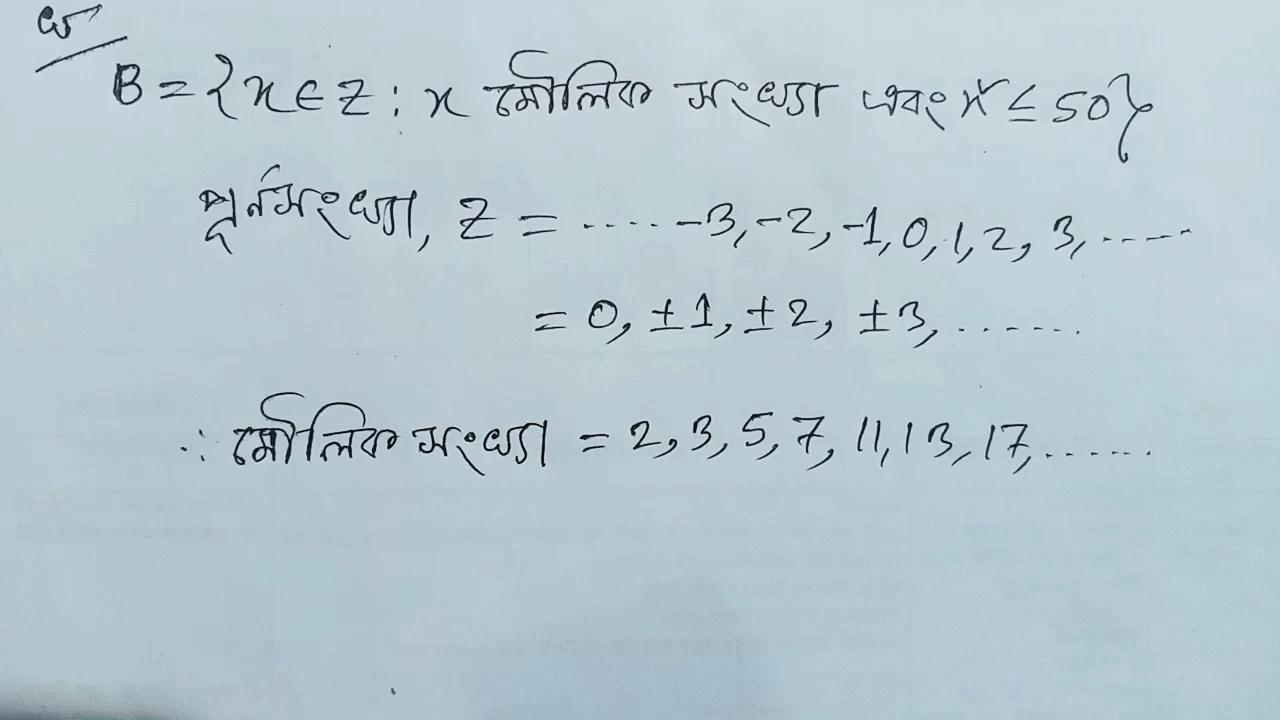 B = {x ∈ Z : x মৌলিক সংখ্যা এবং x² ≤ 50}
পূর্নসংখ্যা, Z = ..... -3, -2, -1, 0, 1, 2, 3, .....
= 0, ±1, ±2, ±3, .......
∴ মৌলিক সংখ্যা = 2, 3, 5, 7, 11, 13, 17, .......